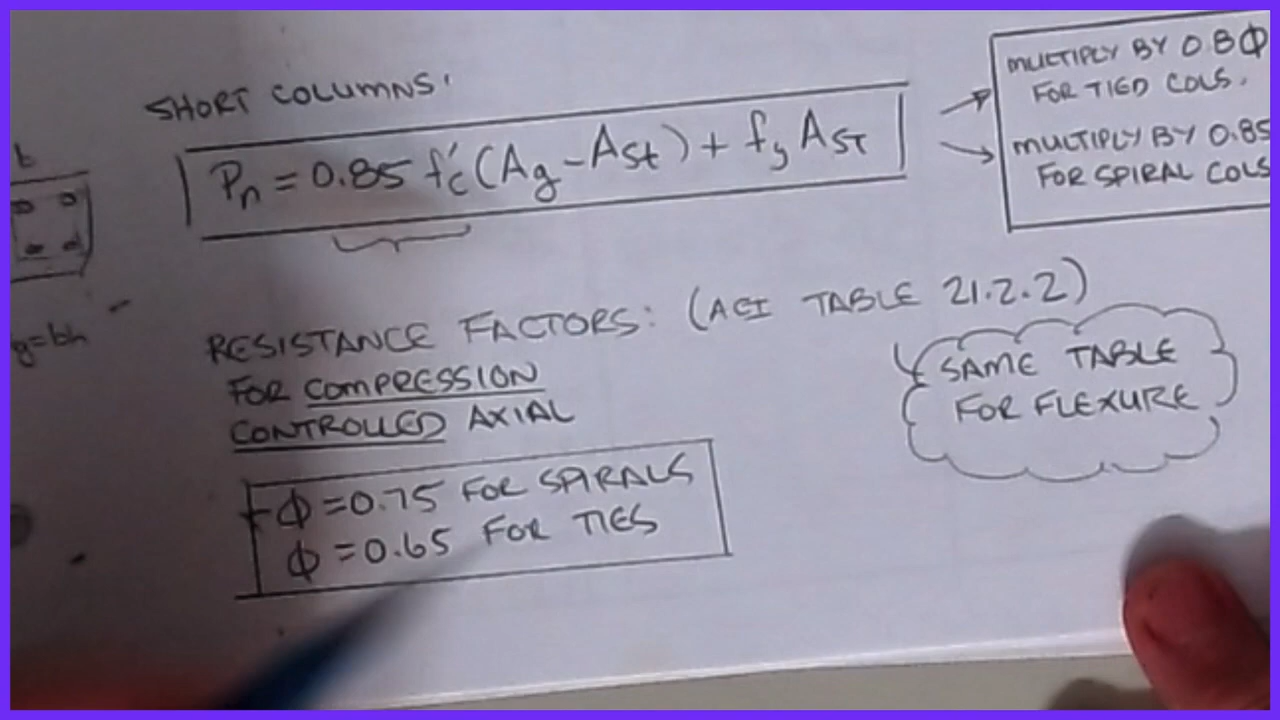 SHORT COLUMNS:
Pn = 0.85 f'c (Ag - Ast) + fy AST
MULTIPLY BY 0.8Φ
FOR TIED COLS.
MULTIPLY BY 0.85
FOR SPIRAL COLS
b
g=bh
RESISTANCE FACTORS: (ACI TABLE 21.2.2)
FOR COMPRESSION
CONTROLLED AXIAL
SAME TABLE
FOR FLEXURE
Φ = 0.75 FOR SPIRALS
Φ = 0.65 FOR TIES